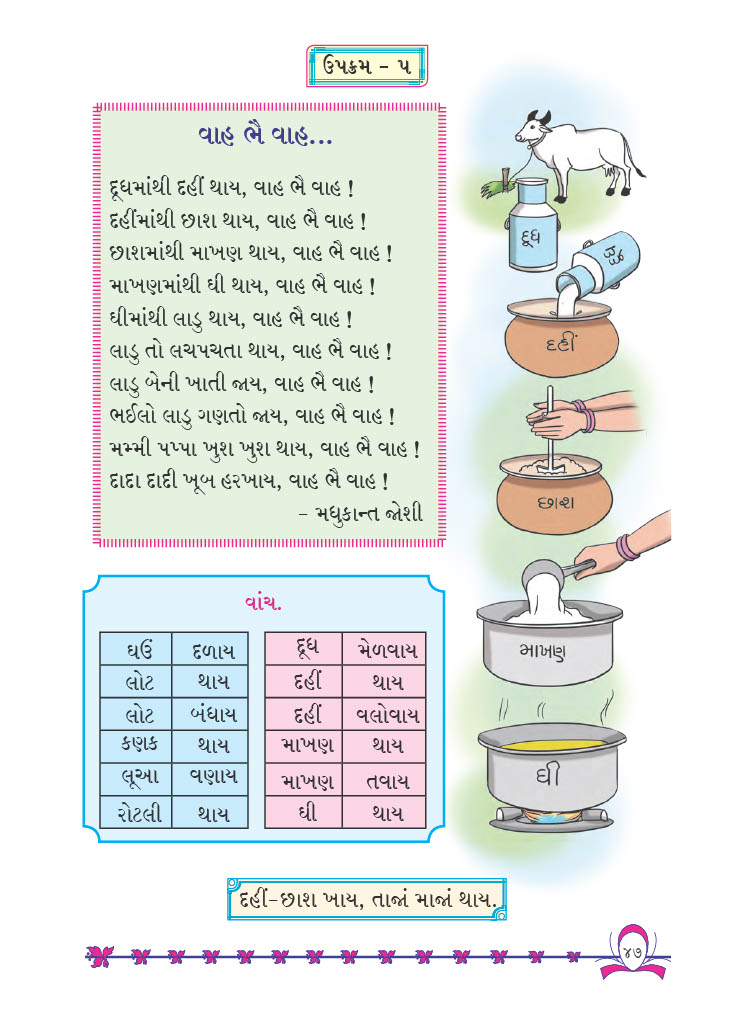 ઉપક્રમ - ૫
વાહ ભૈ વાહ...
દૂધમાંથી દહીં થાય, વાહ ભૈ વાહ !
દહીંમાંથી છાશ થાય, વાહ ભૈ વાહ !
છાશમાંથી માખણ થાય, વાહ ભૈ વાહ !
માખણમાંથી ઘી થાય, વાહ ભૈ વાહ !
ઘીમાંથી લાડુ થાય, વાહ ભૈ વાહ !
લાડુ તો લચપચતા થાય, વાહ ભૈ વાહ !
લાડુ બેની ખાતી જાય, વાહ ભૈ વાહ !
ભઈલો લાડુ ગણતો જાય, વાહ ભૈ વાહ !
મમ્મી પપ્પા ખુશ ખુશ થાય, વાહ ભૈ વાહ !
દાદા દાદી ખૂબ હરખાય, વાહ ભૈ વાહ !
- મધુકાન્ત જોશી
દૂધ
દૂધ
દહીં
છાશ
માખણ
ઘી
વાંચ.
ઘઉં દળાય
લોટ થાય
લોટ બંધાય
કણક થાય
લૂઆ વણાય
રોટલી થાય
દૂધ મેળવાય
દહીં થાય
દહીં વલોવાય
માખણ થાય
માખણ તવાય
ઘી થાય
દહીં-છાશ ખાય, તાજાં માજાં થાય.
૪૭